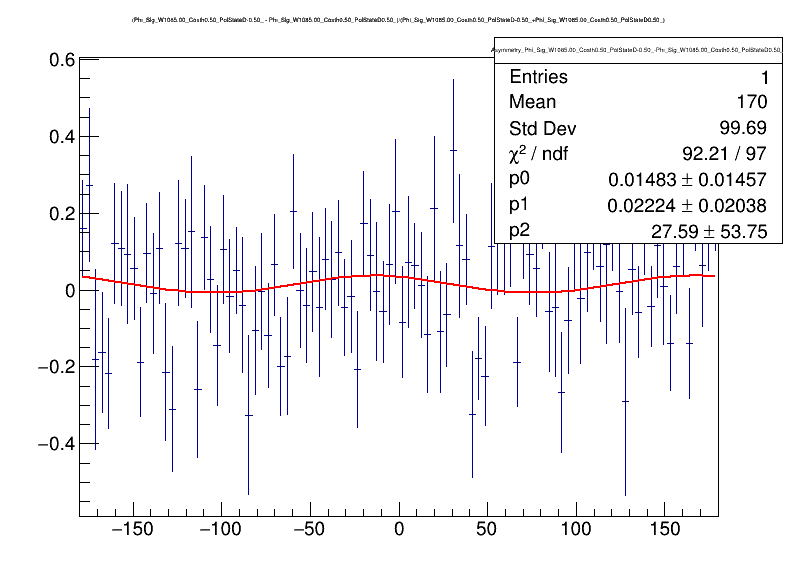 (Phi_Sig_W1085.00_Costh0.50_PolStateD-0.50_ - Phi_Sig_W1085.00_Costh0.50_PolStateD0.50_)/(Phi_Sig_W1085.00_Costh0.50_PolStateD-0.50_+Phi_Sig_W1085.00_Costh0.50_PolStateD0.50_)
Asymmetry_Phi_Sig_W1085.00_Costh0.50_PolStateD-0.50_-Phi_Sig_W1085.00_Costh0.50_PolStateD0.50_
Entries 1
Mean 170
Std Dev 99.69
χ² / ndf 92.21 / 97
p0 0.01483 ± 0.01457
p1 0.02224 ± 0.02038
p2 27.59 ± 53.75
0.6
0.4
0.2
0
−0.2
−0.4
−150 −100 −50 0 50 100 150